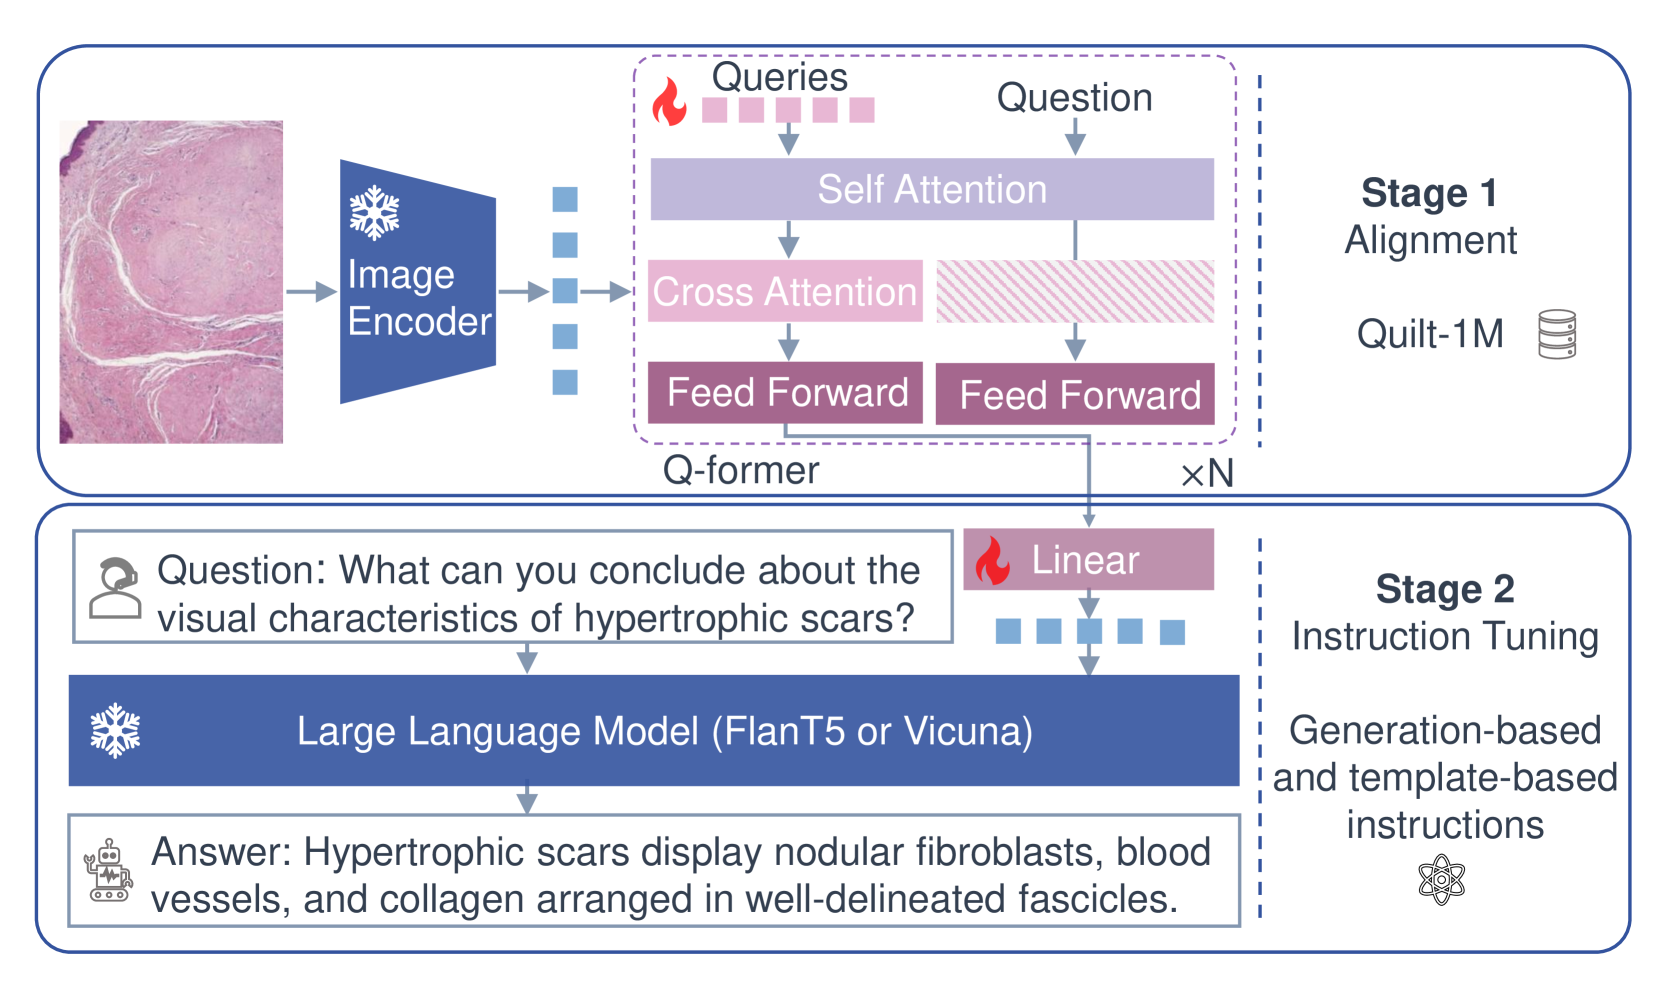 Queries
Question
Self Attention
Image
Encoder
Cross Attention
Feed Forward
Feed Forward
Q-former
×N
Stage 1
Alignment
Quilt-1M
Question: What can you conclude about the
visual characteristics of hypertrophic scars?
Linear
Large Language Model (FlanT5 or Vicuna)
Answer: Hypertrophic scars display nodular fibroblasts, blood
vessels, and collagen arranged in well-delineated fascicles.
Stage 2
Instruction Tuning
Generation-based
and template-based
instructions